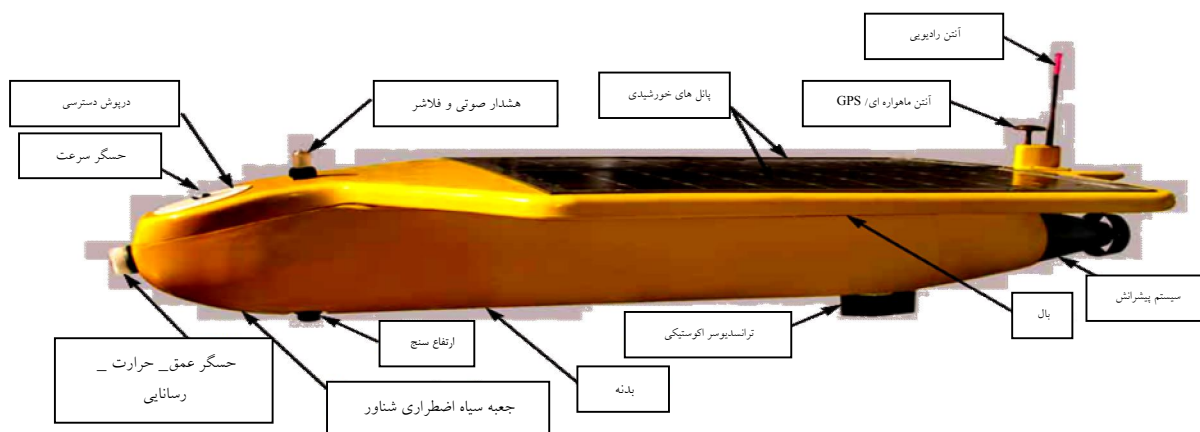 آنتن رادیویی
درپوش دسترسی
هشدار صوتی و فلاشر
پانل های خورشیدی
آنتن ماهواره ای/ GPS
حسگر سرعت
سیستم پیشرانش
بال
ترانسدیوسر اکوستیکی
ارتفاع سنج
حسگر عمق_ حرارت _
رسانایی
بدنه
جعبه سیاه اضطراری شناور